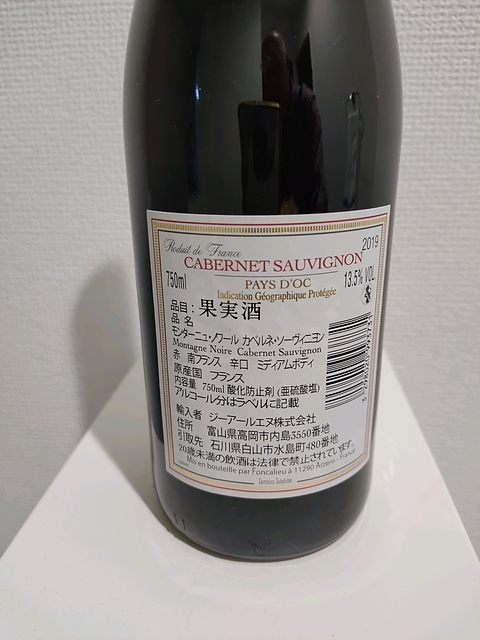 Produit de France
2019
CABERNET SAUVIGNON
750ml
13.5% VOL
PAYS D'OC
Indication Géographique Protégée
品目: 果実酒
品 名
モンターニュ・ノワール カベルネ・ソーヴィニヨン
Montagne Noire Cabernet Sauvignon
赤 南フランス 辛口 ミディアムボディ
原産国 フランス
内容量 750ml 酸化防止剤 (亜硫酸塩)
アルコール分はラベルに記載
輸入者 ジーアールエヌ株式会社
住所 富山県高岡市内島3550番地
引取先 石川県白山市水島町480番地
20歳未満の飲酒は法律で禁止されています。
Mis en bouteille par Foncalieu à 11290 Arzens - France
Contains Sulphites